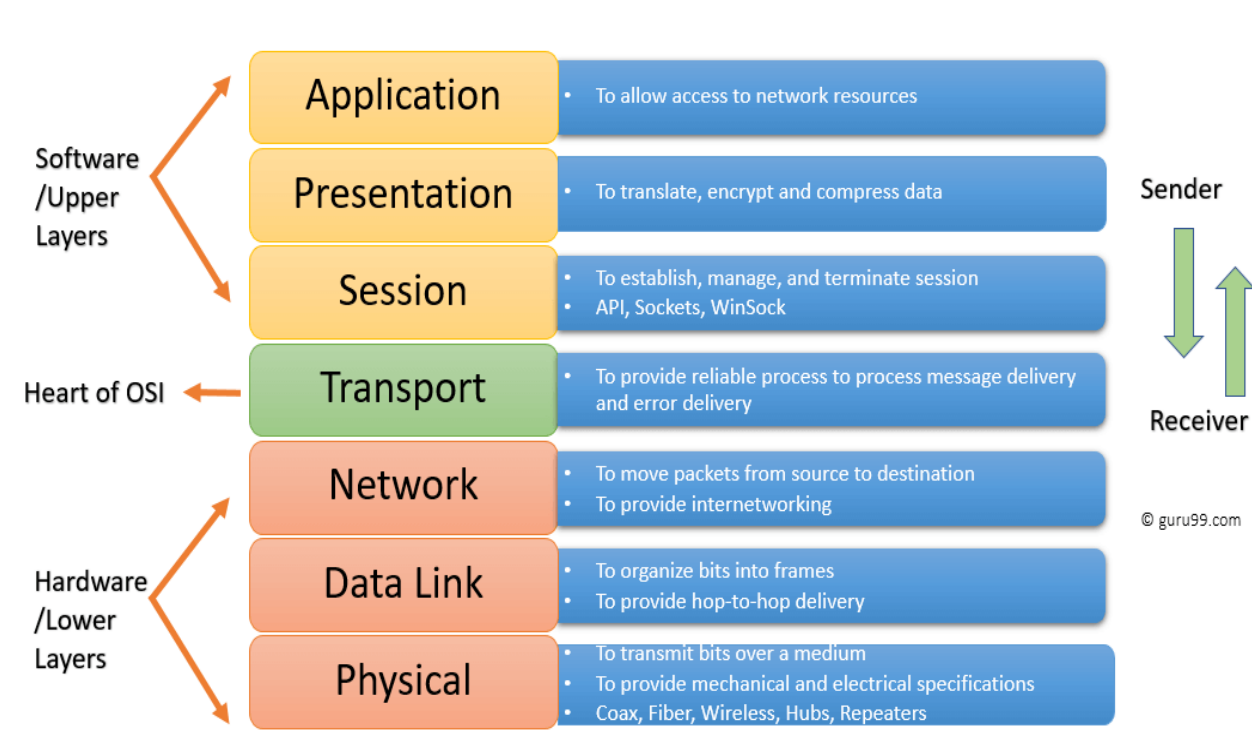 Application
• To allow access to network resources
Software
/Upper
Layers
Presentation
• To translate, encrypt and compress data
Sender
Session
• To establish, manage, and terminate session
• API, Sockets, WinSock
Heart of OSI
Transport
• To provide reliable process to process message delivery
and error delivery
Receiver
Network
• To move packets from source to destination
• To provide internetworking
© guru99.com
Hardware
/Lower
Layers
Data Link
• To organize bits into frames
• To provide hop-to-hop delivery
Physical
• To transmit bits over a medium
• To provide mechanical and electrical specifications
• Coax, Fiber, Wireless, Hubs, Repeaters